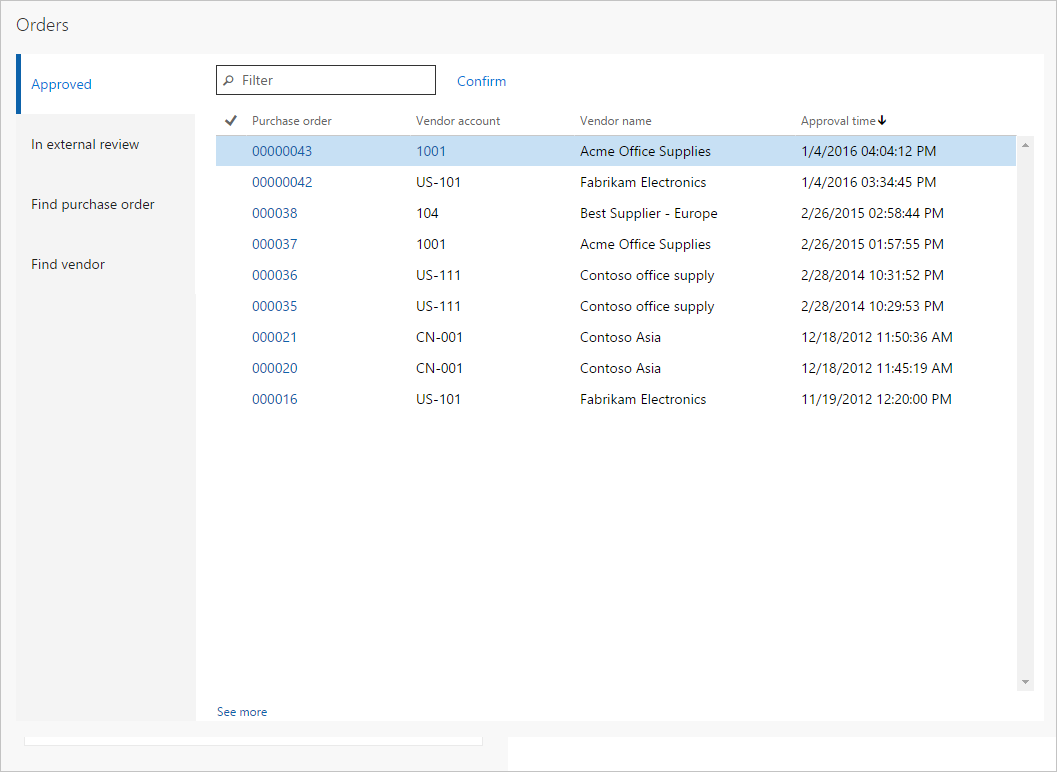 Orders
Approved
In external review
Find purchase order
Find vendor
Filter Confirm
Purchase order Vendor account Vendor name Approval time
00000043 1001 Acme Office Supplies 1/4/2016 04:04:12 PM
00000042 US-101 Fabrikam Electronics 1/4/2016 03:34:45 PM
000038 104 Best Supplier - Europe 2/26/2015 02:58:44 PM
000037 1001 Acme Office Supplies 2/26/2015 01:57:55 PM
000036 US-111 Contoso office supply 2/28/2014 10:31:52 PM
000035 US-111 Contoso office supply 2/28/2014 10:29:53 PM
000021 CN-001 Contoso Asia 12/18/2012 11:50:36 AM
000020 CN-001 Contoso Asia 12/18/2012 11:45:19 AM
000016 US-101 Fabrikam Electronics 11/19/2012 12:20:00 PM
See more